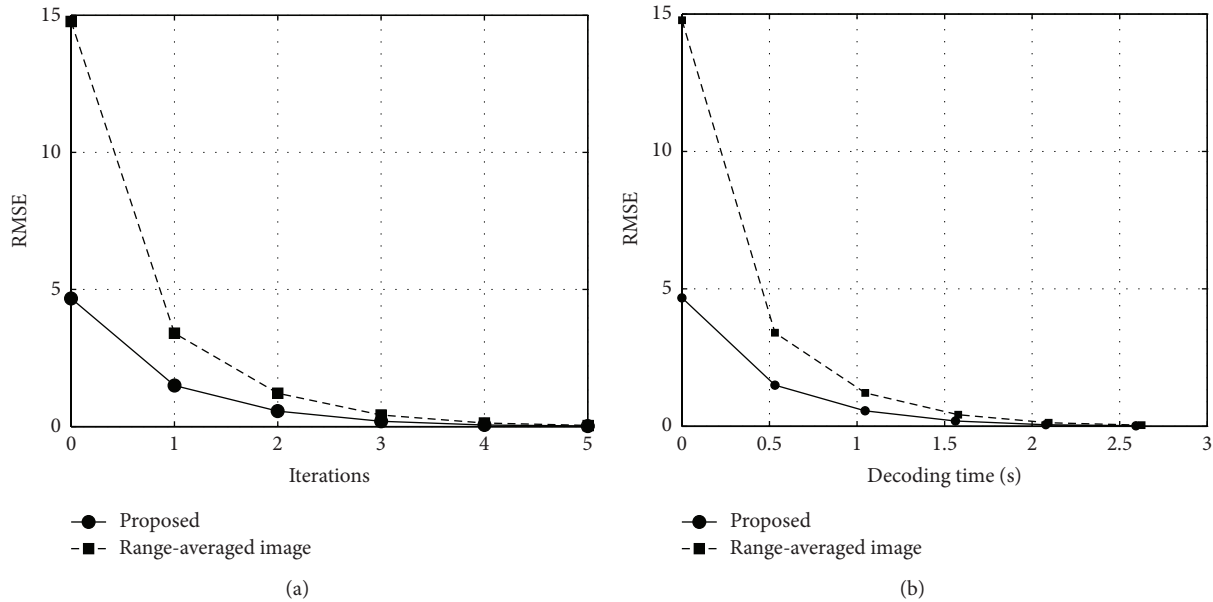 15
10
5
0
RMSE
0 1 2 3 4 5
Iterations
Proposed
Range-averaged image
(a)
15
10
5
0
RMSE
0 0.5 1 1.5 2 2.5 3
Decoding time (s)
Proposed
Range-averaged image
(b)